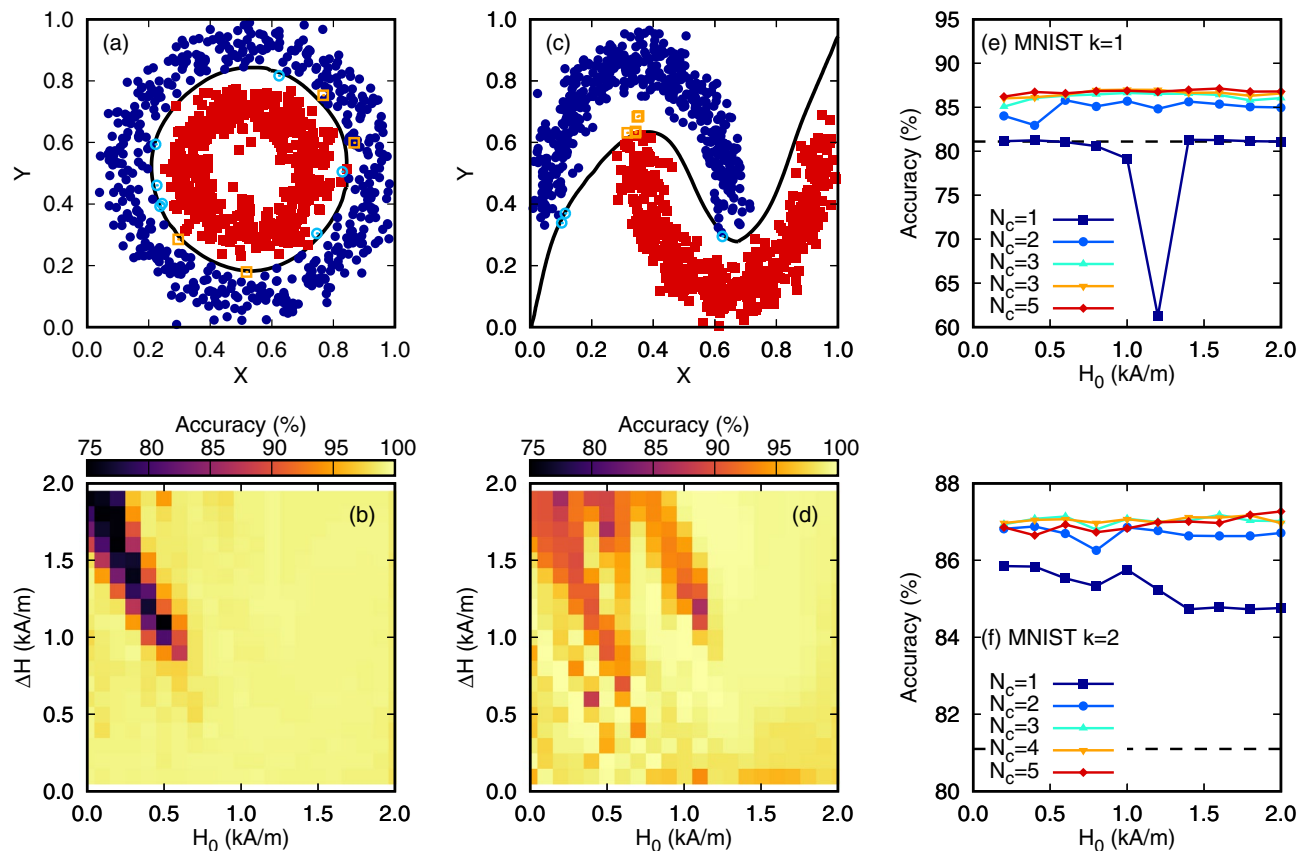 (a)
Y
1.0
0.8
0.6
0.4
0.2
0.0
0.0 0.2 0.4 0.6 0.8 1.0
X
(c)
Y
1.0
0.8
0.6
0.4
0.2
0.0
0.0 0.2 0.4 0.6 0.8 1.0
X
(e) MNIST k=1
Accuracy (%)
95
90
85
80
75
70
65
60
N_c=1
N_c=2
N_c=3
N_c=3
N_c=5
0.0 0.5 1.0 1.5 2.0
H_0 (kA/m)
Accuracy (%)
75 80 85 90 95 100
(b)
ΔH (kA/m)
2.0
1.5
1.0
0.5
0.0
0.0 0.5 1.0 1.5 2.0
H_0 (kA/m)
Accuracy (%)
75 80 85 90 95 100
(d)
ΔH (kA/m)
2.0
1.5
1.0
0.5
0.0
0.0 0.5 1.0 1.5 2.0
H_0 (kA/m)
Accuracy (%)
88
86
84
82
80
(f) MNIST k=2
N_c=1
N_c=2
N_c=3
N_c=4
N_c=5
0.0 0.5 1.0 1.5 2.0
H_0 (kA/m)